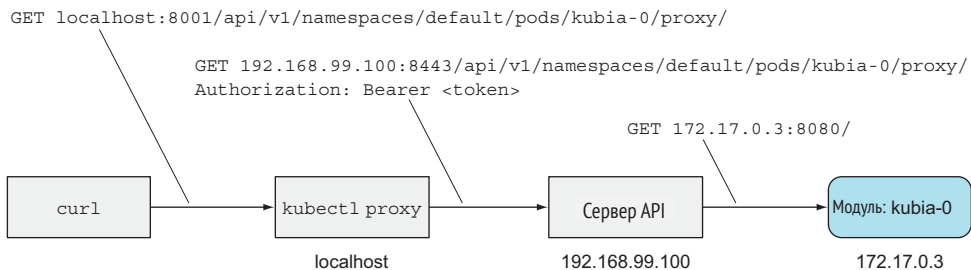 GET localhost:8001/api/v1/namespaces/default/pods/kubia-0/proxy/
GET 192.168.99.100:8443/api/v1/namespaces/default/pods/kubia-0/proxy/
Authorization: Bearer <token>
GET 172.17.0.3:8080/
curl
kubectl proxy
Сервер API
Модуль: kubia-0
localhost
192.168.99.100
172.17.0.3